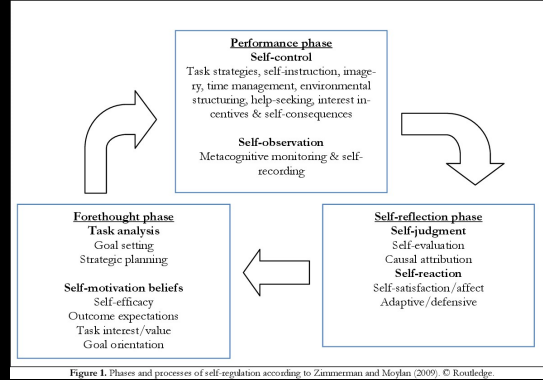 Performance phase
Self-control
Task strategies, self-instruction, image-
ry, time management, environmental
structuring, help-seeking, interest in-
centives & self-consequences
Self-observation
Metacognitive monitoring & self-
recording
Forethought phase
Task analysis
Goal setting
Strategic planning
Self-motivation beliefs
Self-efficacy
Outcome expectations
Task interest/value
Goal orientation
Self-reflection phase
Self-judgment
Self-evaluation
Causal attribution
Self-reaction
Self-satisfaction/affect
Adaptive/defensive
Figure 1. Phases and processes of self-regulation according to Zimmerman and Moylan (2009). © Routledge.